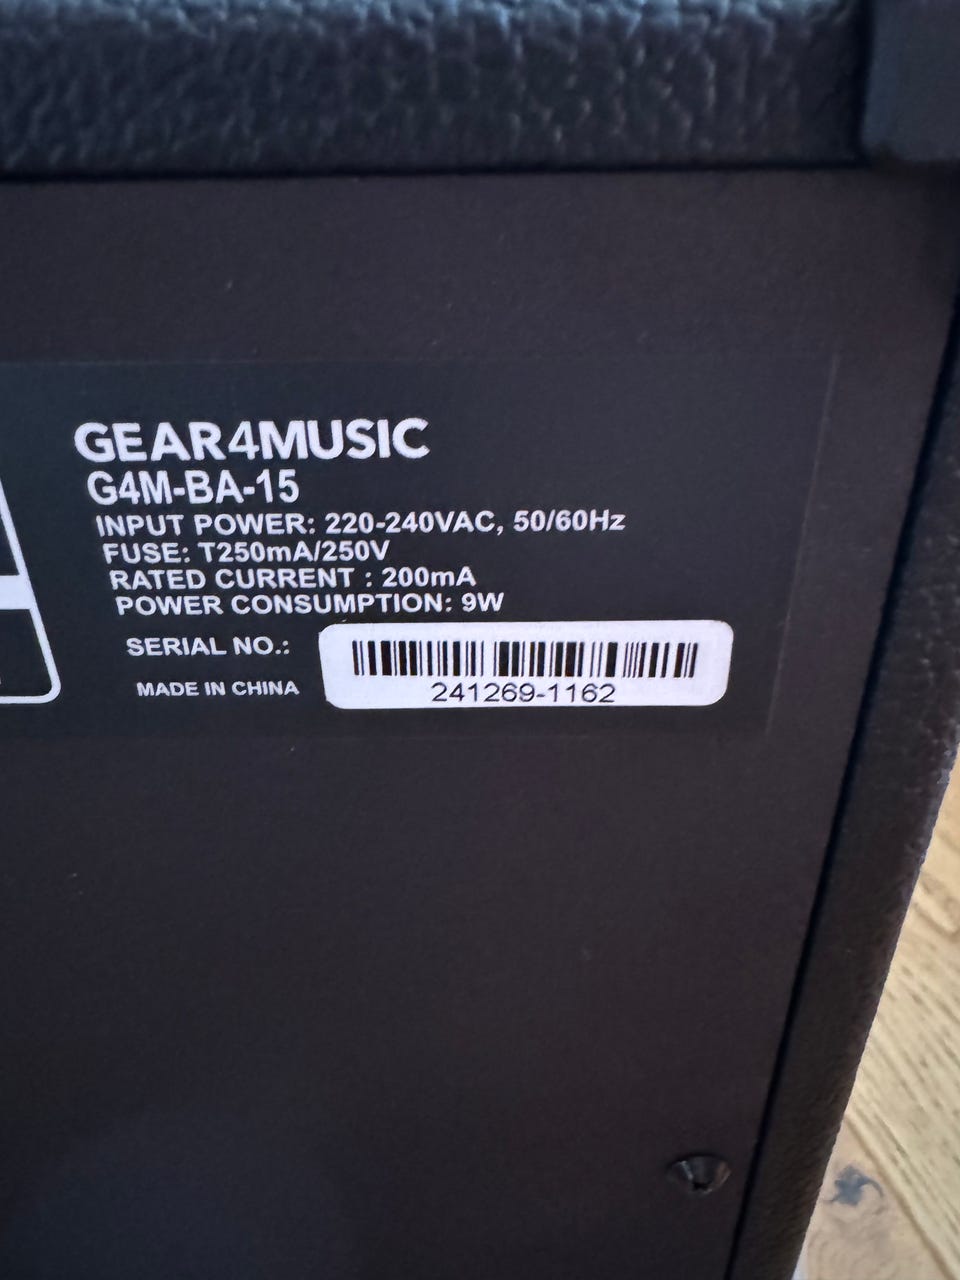 GEAR4MUSIC
G4M-BA-15
INPUT POWER: 220-240VAC, 50/60Hz
FUSE: T250mA/250V
RATED CURRENT : 200mA
POWER CONSUMPTION: 9W
SERIAL NO.:
241269-1162
MADE IN CHINA